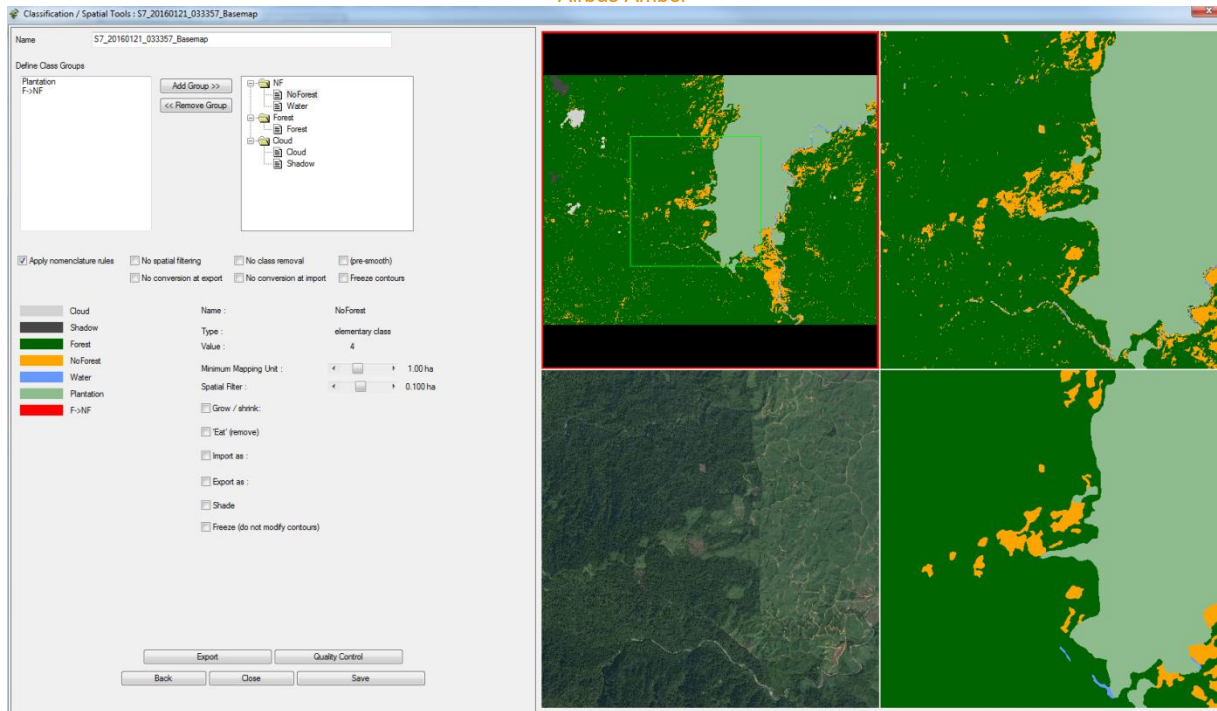 Airbus Amber
Classification / Spatial Tools : S7_20160121_033357_Basemap
Name S7_20160121_033357_Basemap
Define Class Groups
Plantation
F->NF
Add Group >>
<< Remove Group
NF
NoForest
Water
Forest
Forest
Cloud
Cloud
Shadow
Apply nomenclature rules No spatial filtering No class removal (pre-smooth)
No conversion at export No conversion at import Freeze contours
Cloud
Shadow
Forest
NoForest
Water
Plantation
F->NF
Name : NoForest
Type : elementary class
Value : 4
Minimum Mapping Unit : 1.00 ha
Spatial Filter : 0.100 ha
Grow / shrink:
'Eat' (remove)
Import as :
Export as :
Shade
Freeze (do not modify contours)
Export Quality Control
Back Close Save